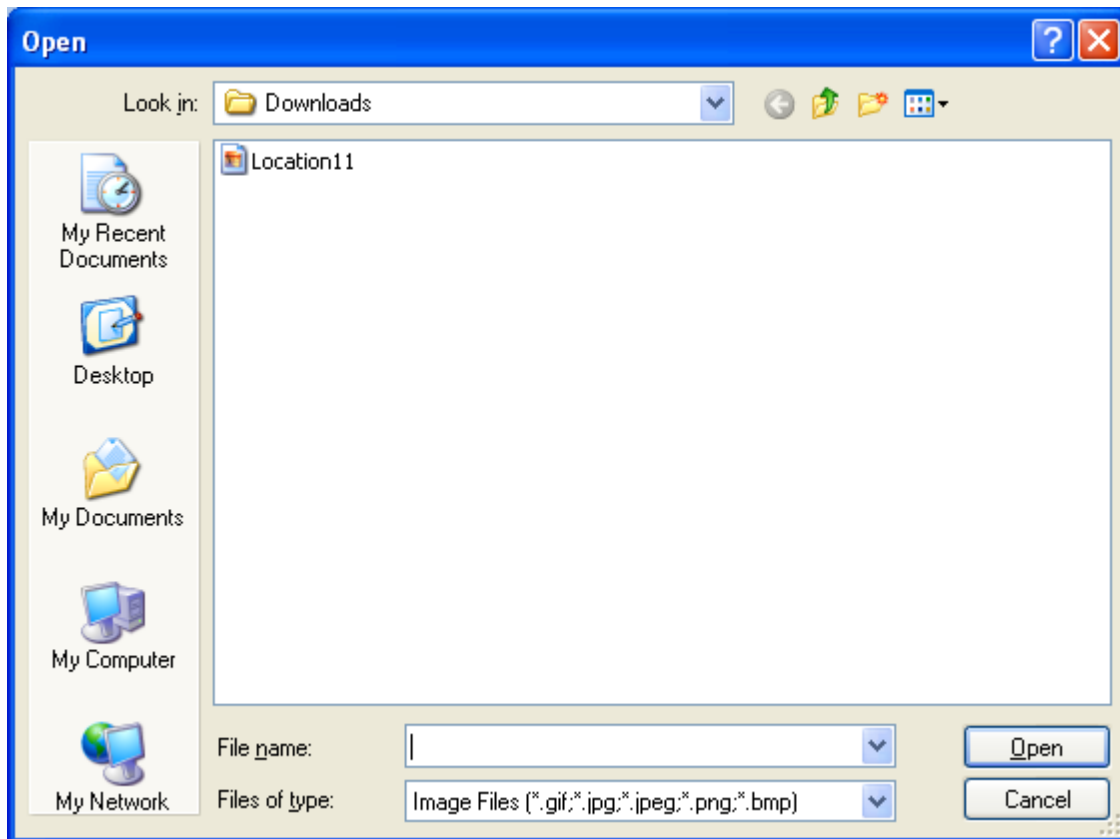 Open
Look in:
Downloads
Location11
My Recent
Documents
Desktop
My Documents
My Computer
My Network
File name:
Open
Files of type:
Image Files (*.gif;*.jpg;*.jpeg;*.png;*.bmp)
Cancel